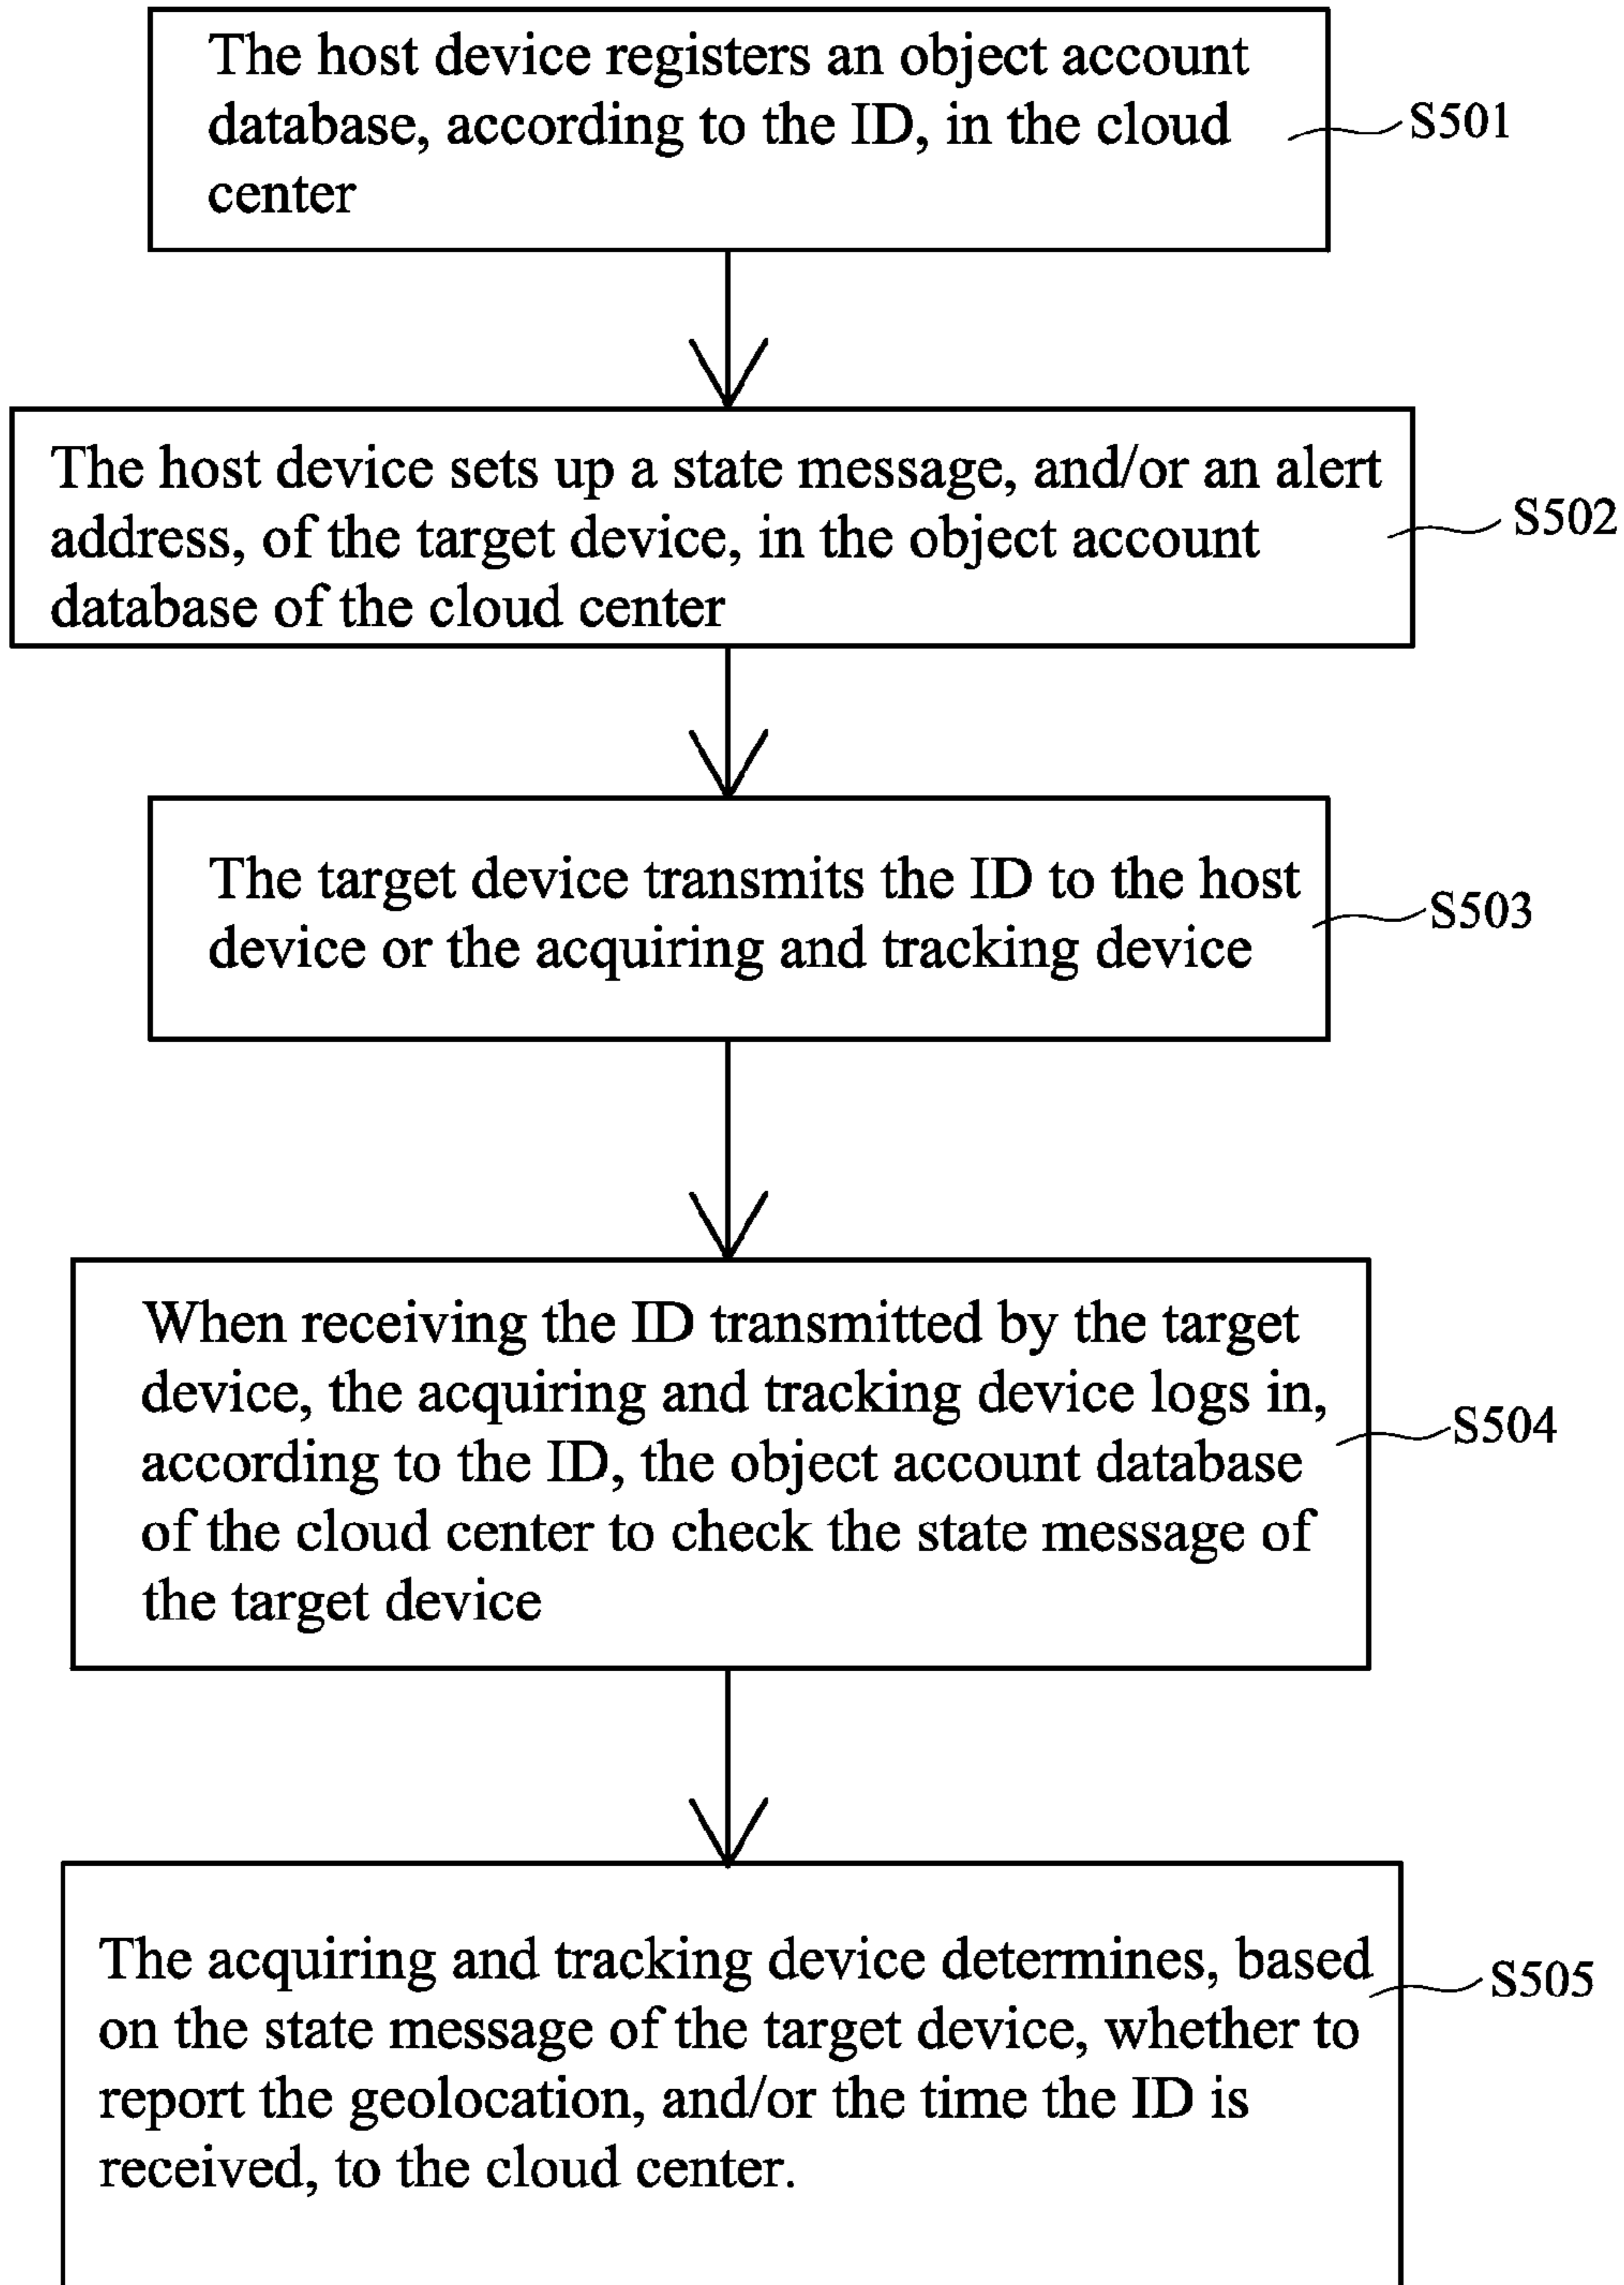 The host device registers an object account
database, according to the ID, in the cloud
center
S501
The host device sets up a state message, and/or an alert
address, of the target device, in the object account
database of the cloud center
S502
The target device transmits the ID to the host
device or the acquiring and tracking device
S503
When receiving the ID transmitted by the target
device, the acquiring and tracking device logs in,
according to the ID, the object account database
of the cloud center to check the state message of
the target device
S504
The acquiring and tracking device determines, based
on the state message of the target device, whether to
report the geolocation, and/or the time the ID is
received, to the cloud center.
S505